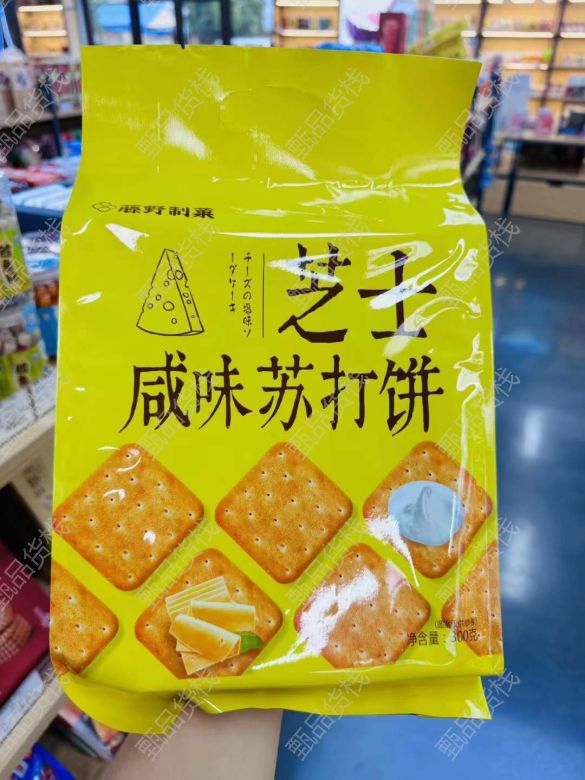 藤野制菓
チーズの塩味ソ
ーダケーキ
芝士
咸味苏打饼
净含量：300克
甄品货栈